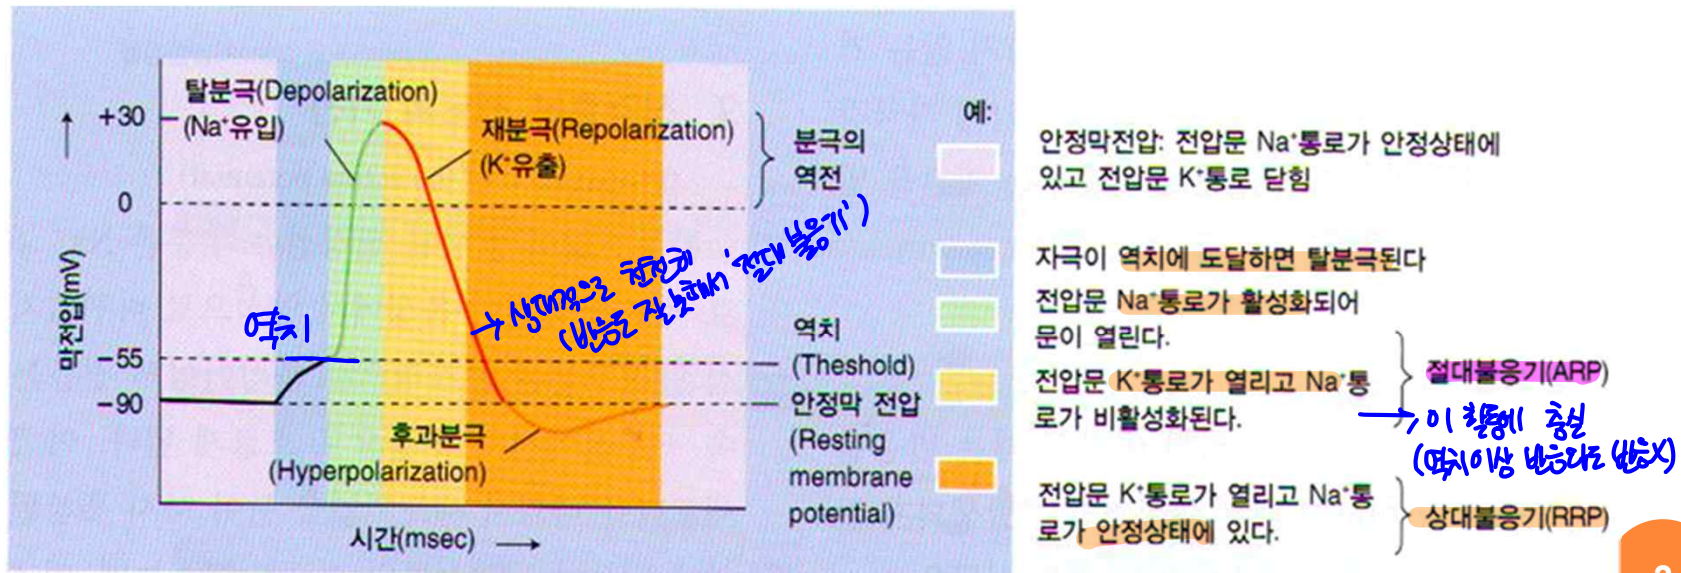 탈분극(Depolarization)
(Na⁺유입)
재분극(Repolarization)
(K⁺유출)
+30
0
-55
-90
막전압(mV)
역치
→ 상대적으로 천천히
(반응도 잘 못해서 '절대 불응기')
후과분극
(Hyperpolarization)
시간(msec)
분극의
역전
역치
(Threshold)
안정막 전압
(Resting
membrane
potential)
예:
안정막전압: 전압문 Na⁺통로가 안정상태에
있고 전압문 K⁺통로 닫힘
자극이 역치에 도달하면 탈분극된다
전압문 Na⁺통로가 활성화되어
문이 열린다.
전압문 K⁺통로가 열리고 Na⁺통
로가 비활성화된다.
절대불응기(ARP)
→ 이 활동에 충실
(역치이상 반응다도 반응X)
전압문 K⁺통로가 열리고 Na⁺통
로가 안정상태에 있다.
상대불응기(RRP)